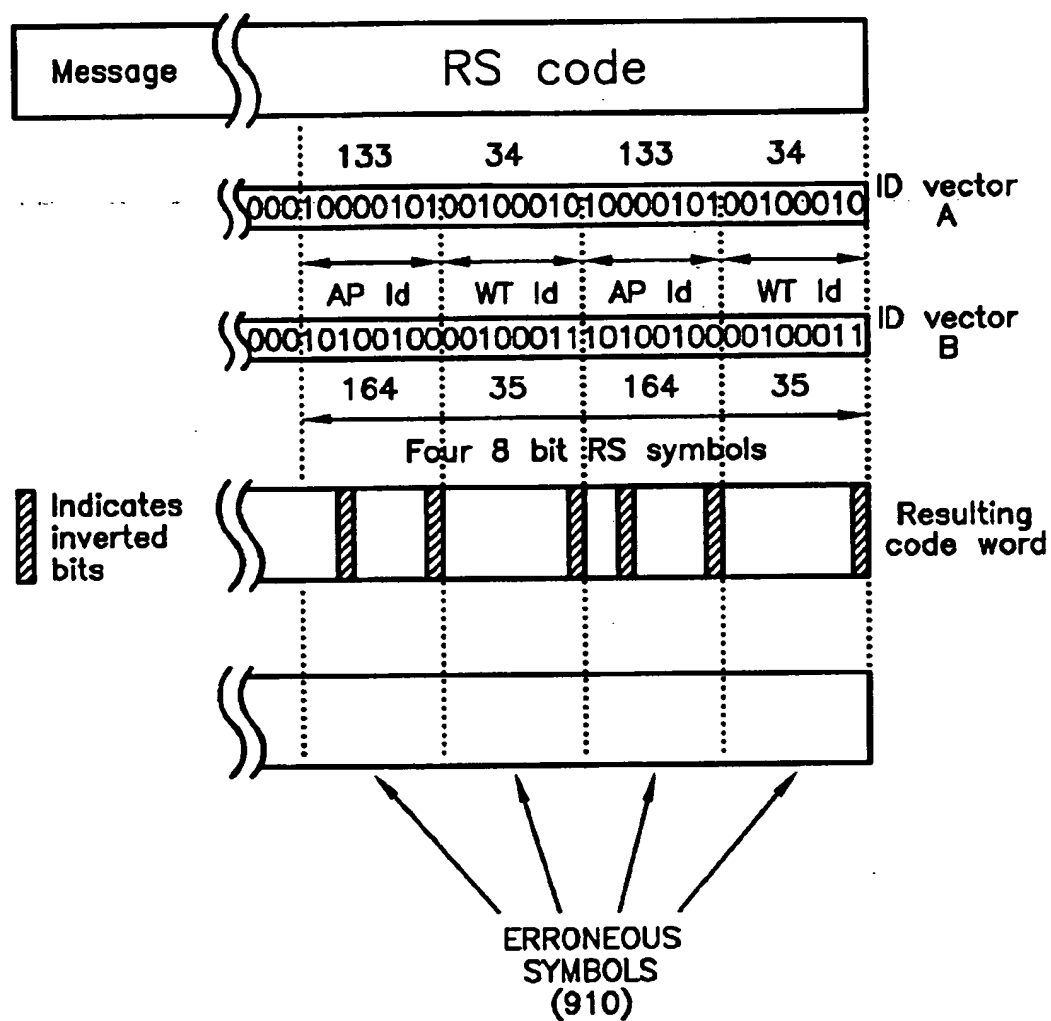 Message RS code
133 34 133 34
00010000101001000101000010100100010
ID vector
A
AP Id WT Id AP Id WT Id
00010100100001000111010010000100011
ID vector
B
164 35 164 35
Four 8 bit RS symbols
Indicates
inverted
bits
Resulting
code word
ERRONEOUS
SYMBOLS
(910)